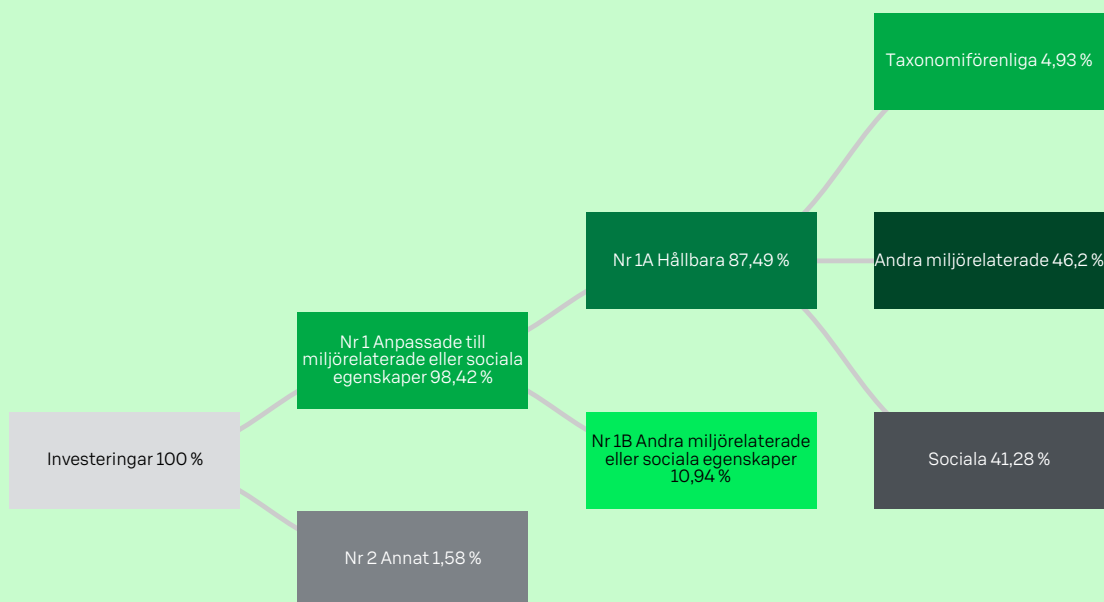 Taxonomiförenliga 4,93 %
Nr 1A Hållbara 87,49 %
Andra miljörelaterade 46,2 %
Nr 1 Anpassade till
miljörelaterade eller sociala
egenskaper 98,42 %
Investeringar 100 %
Nr 1B Andra miljörelaterade
eller sociala egenskaper
10,94 %
Sociala 41,28 %
Nr 2 Annat 1,58 %